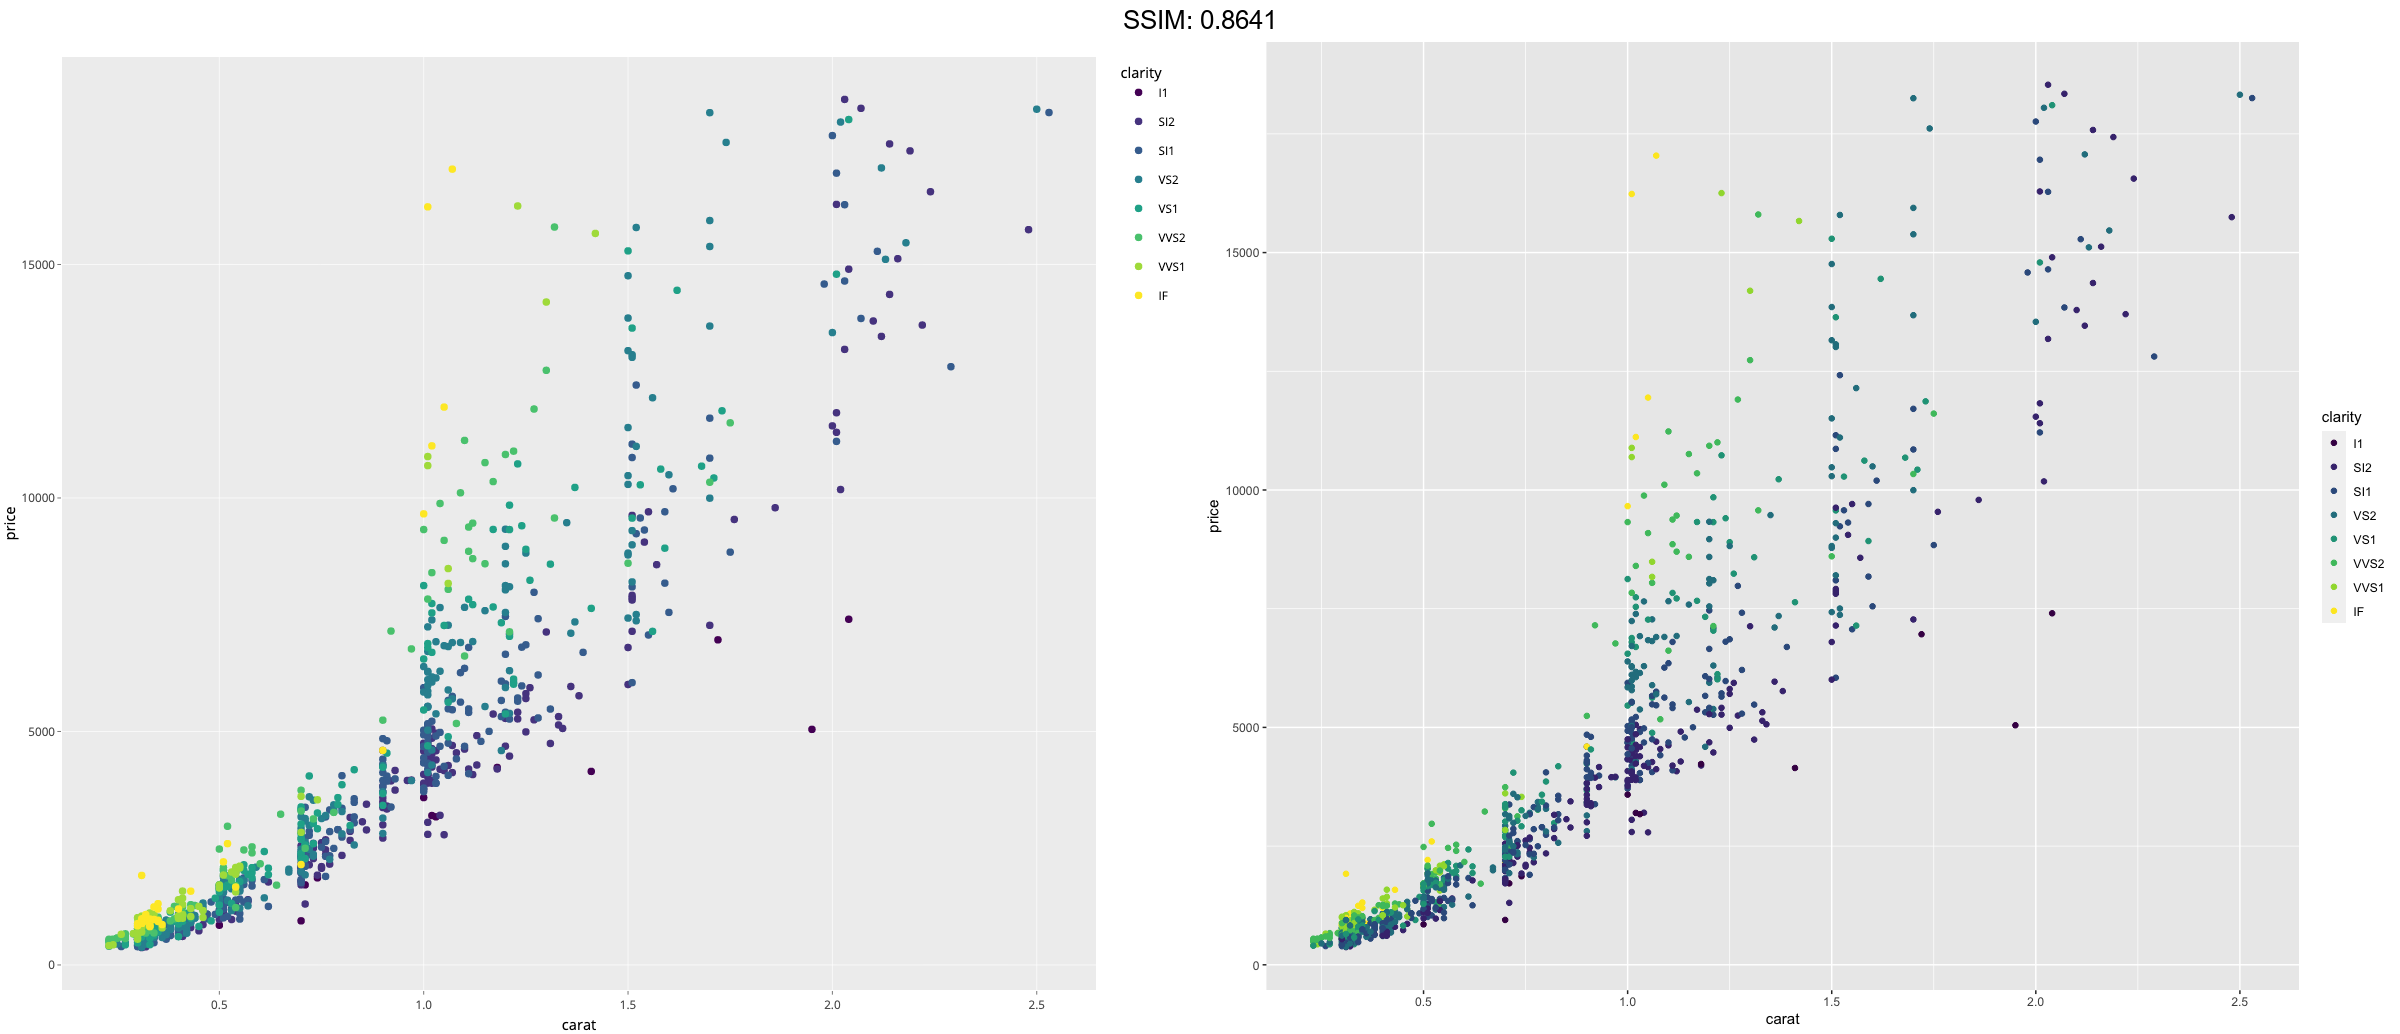 SSIM: 0.8641
price
15000
10000
5000
0
0.5 1.0 1.5 2.0 2.5
carat
clarity
I1
SI2
SI1
VS2
VS1
VVS2
VVS1
IF
price
15000
10000
5000
0
0.5 1.0 1.5 2.0 2.5
carat
clarity
I1
SI2
SI1
VS2
VS1
VVS2
VVS1
IF